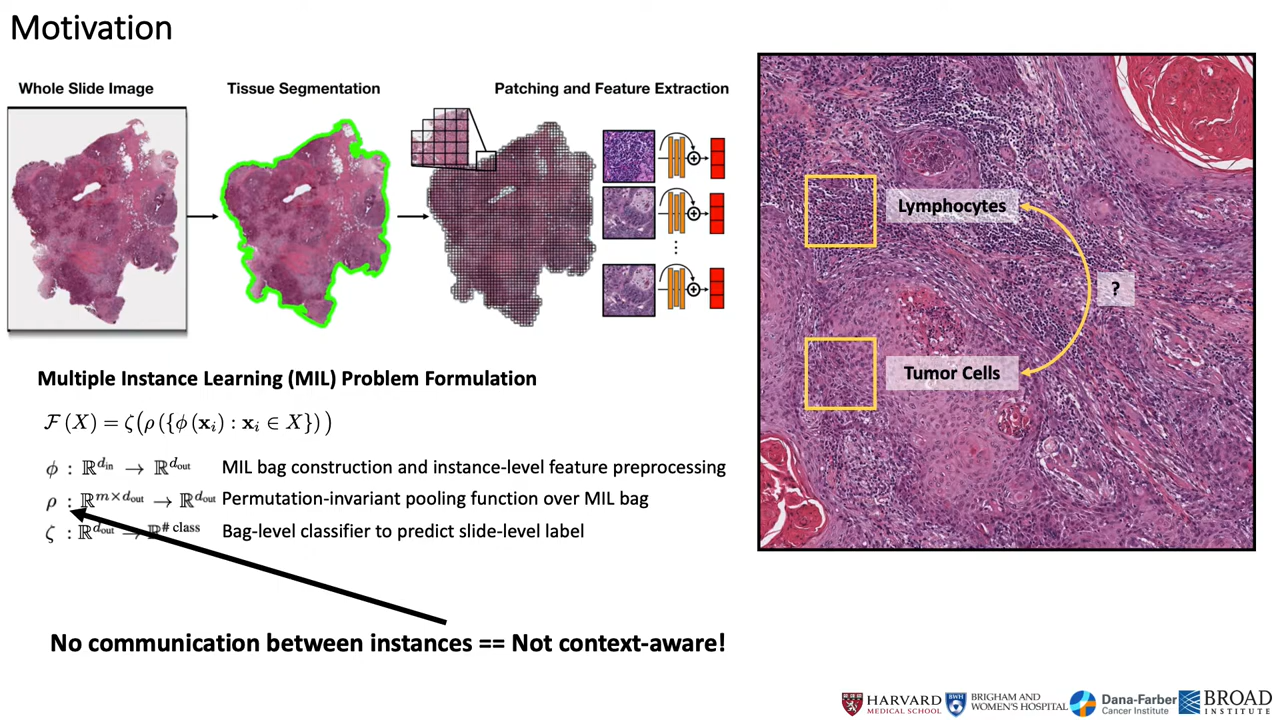 Motivation
Whole Slide Image
Tissue Segmentation
Patching and Feature Extraction
Lymphocytes
?
Tumor Cells
Multiple Instance Learning (MIL) Problem Formulation
ℱ(X) = ζ(ρ({ϕ(𝐱ᵢ) : 𝐱ᵢ ∈ X}))
ϕ : ℝ^{d_in} → ℝ^{d_out} MIL bag construction and instance-level feature preprocessing
ρ : ℝ^{m×d_out} → ℝ^{d_out} Permutation-invariant pooling function over MIL bag
ζ : ℝ^{d_out} → ℝ^{# class} Bag-level classifier to predict slide-level label
No communication between instances == Not context-aware!
HARVARD
MEDICAL SCHOOL
BWH
BRIGHAM AND
WOMEN'S HOSPITAL
Dana-Farber
Cancer Institute
BROAD
INSTITUTE